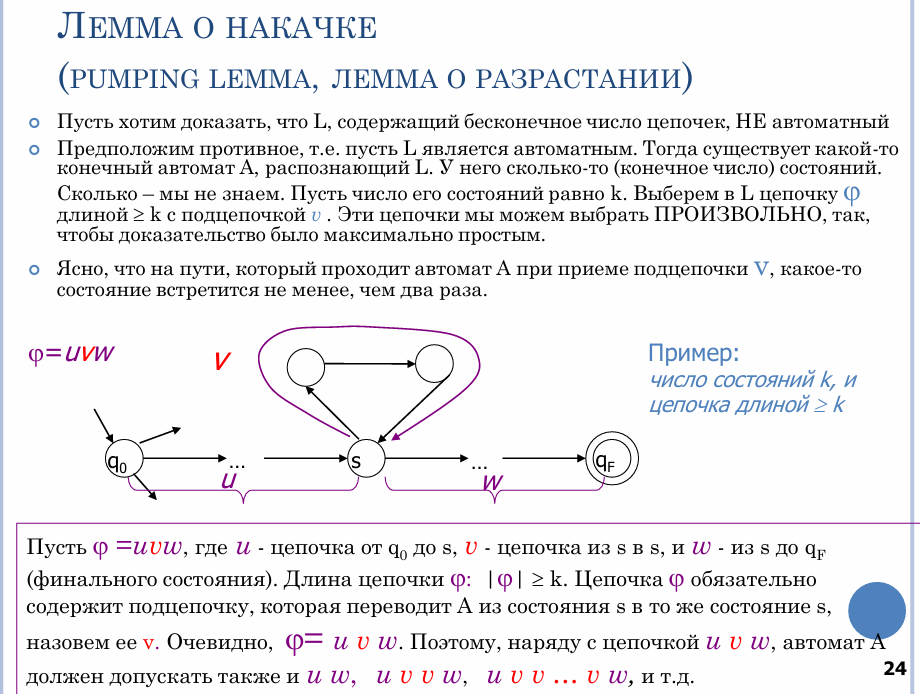 Лемма о накачке
(pumping lemma, лемма о разрастании)
Пусть хотим доказать, что L, содержащий бесконечное число цепочек, НЕ автоматный
Предположим противное, т.е. пусть L является автоматным. Тогда существует какой-то
конечный автомат A, распознающий L. У него сколько-то (конечное число) состояний.
Сколько – мы не знаем. Пусть число его состояний равно k. Выберем в L цепочку φ
длиной ≥ k с подцепочкой υ . Эти цепочки мы можем выбрать ПРОИЗВОЛЬНО, так,
чтобы доказательство было максимально простым.
Ясно, что на пути, который проходит автомат A при приеме подцепочки v, какое-то
состояние встретится не менее, чем два раза.
φ=uvw
v
Пример:
число состояний k, и
цепочка длиной ≥ k
q₀
...
s
...
qF
u
w
Пусть φ =uvw, где u - цепочка от q₀ до s, v - цепочка из s в s, и w - из s до qF
(финального состояния). Длина цепочки φ: |φ| ≥ k. Цепочка φ обязательно
содержит подцепочку, которая переводит A из состояния s в то же состояние s,
назовем ее v. Очевидно, φ= u v w. Поэтому, наряду с цепочкой u v w, автомат A
должен допускать также и u w, u v v w, u v v … v w, и т.д.
24